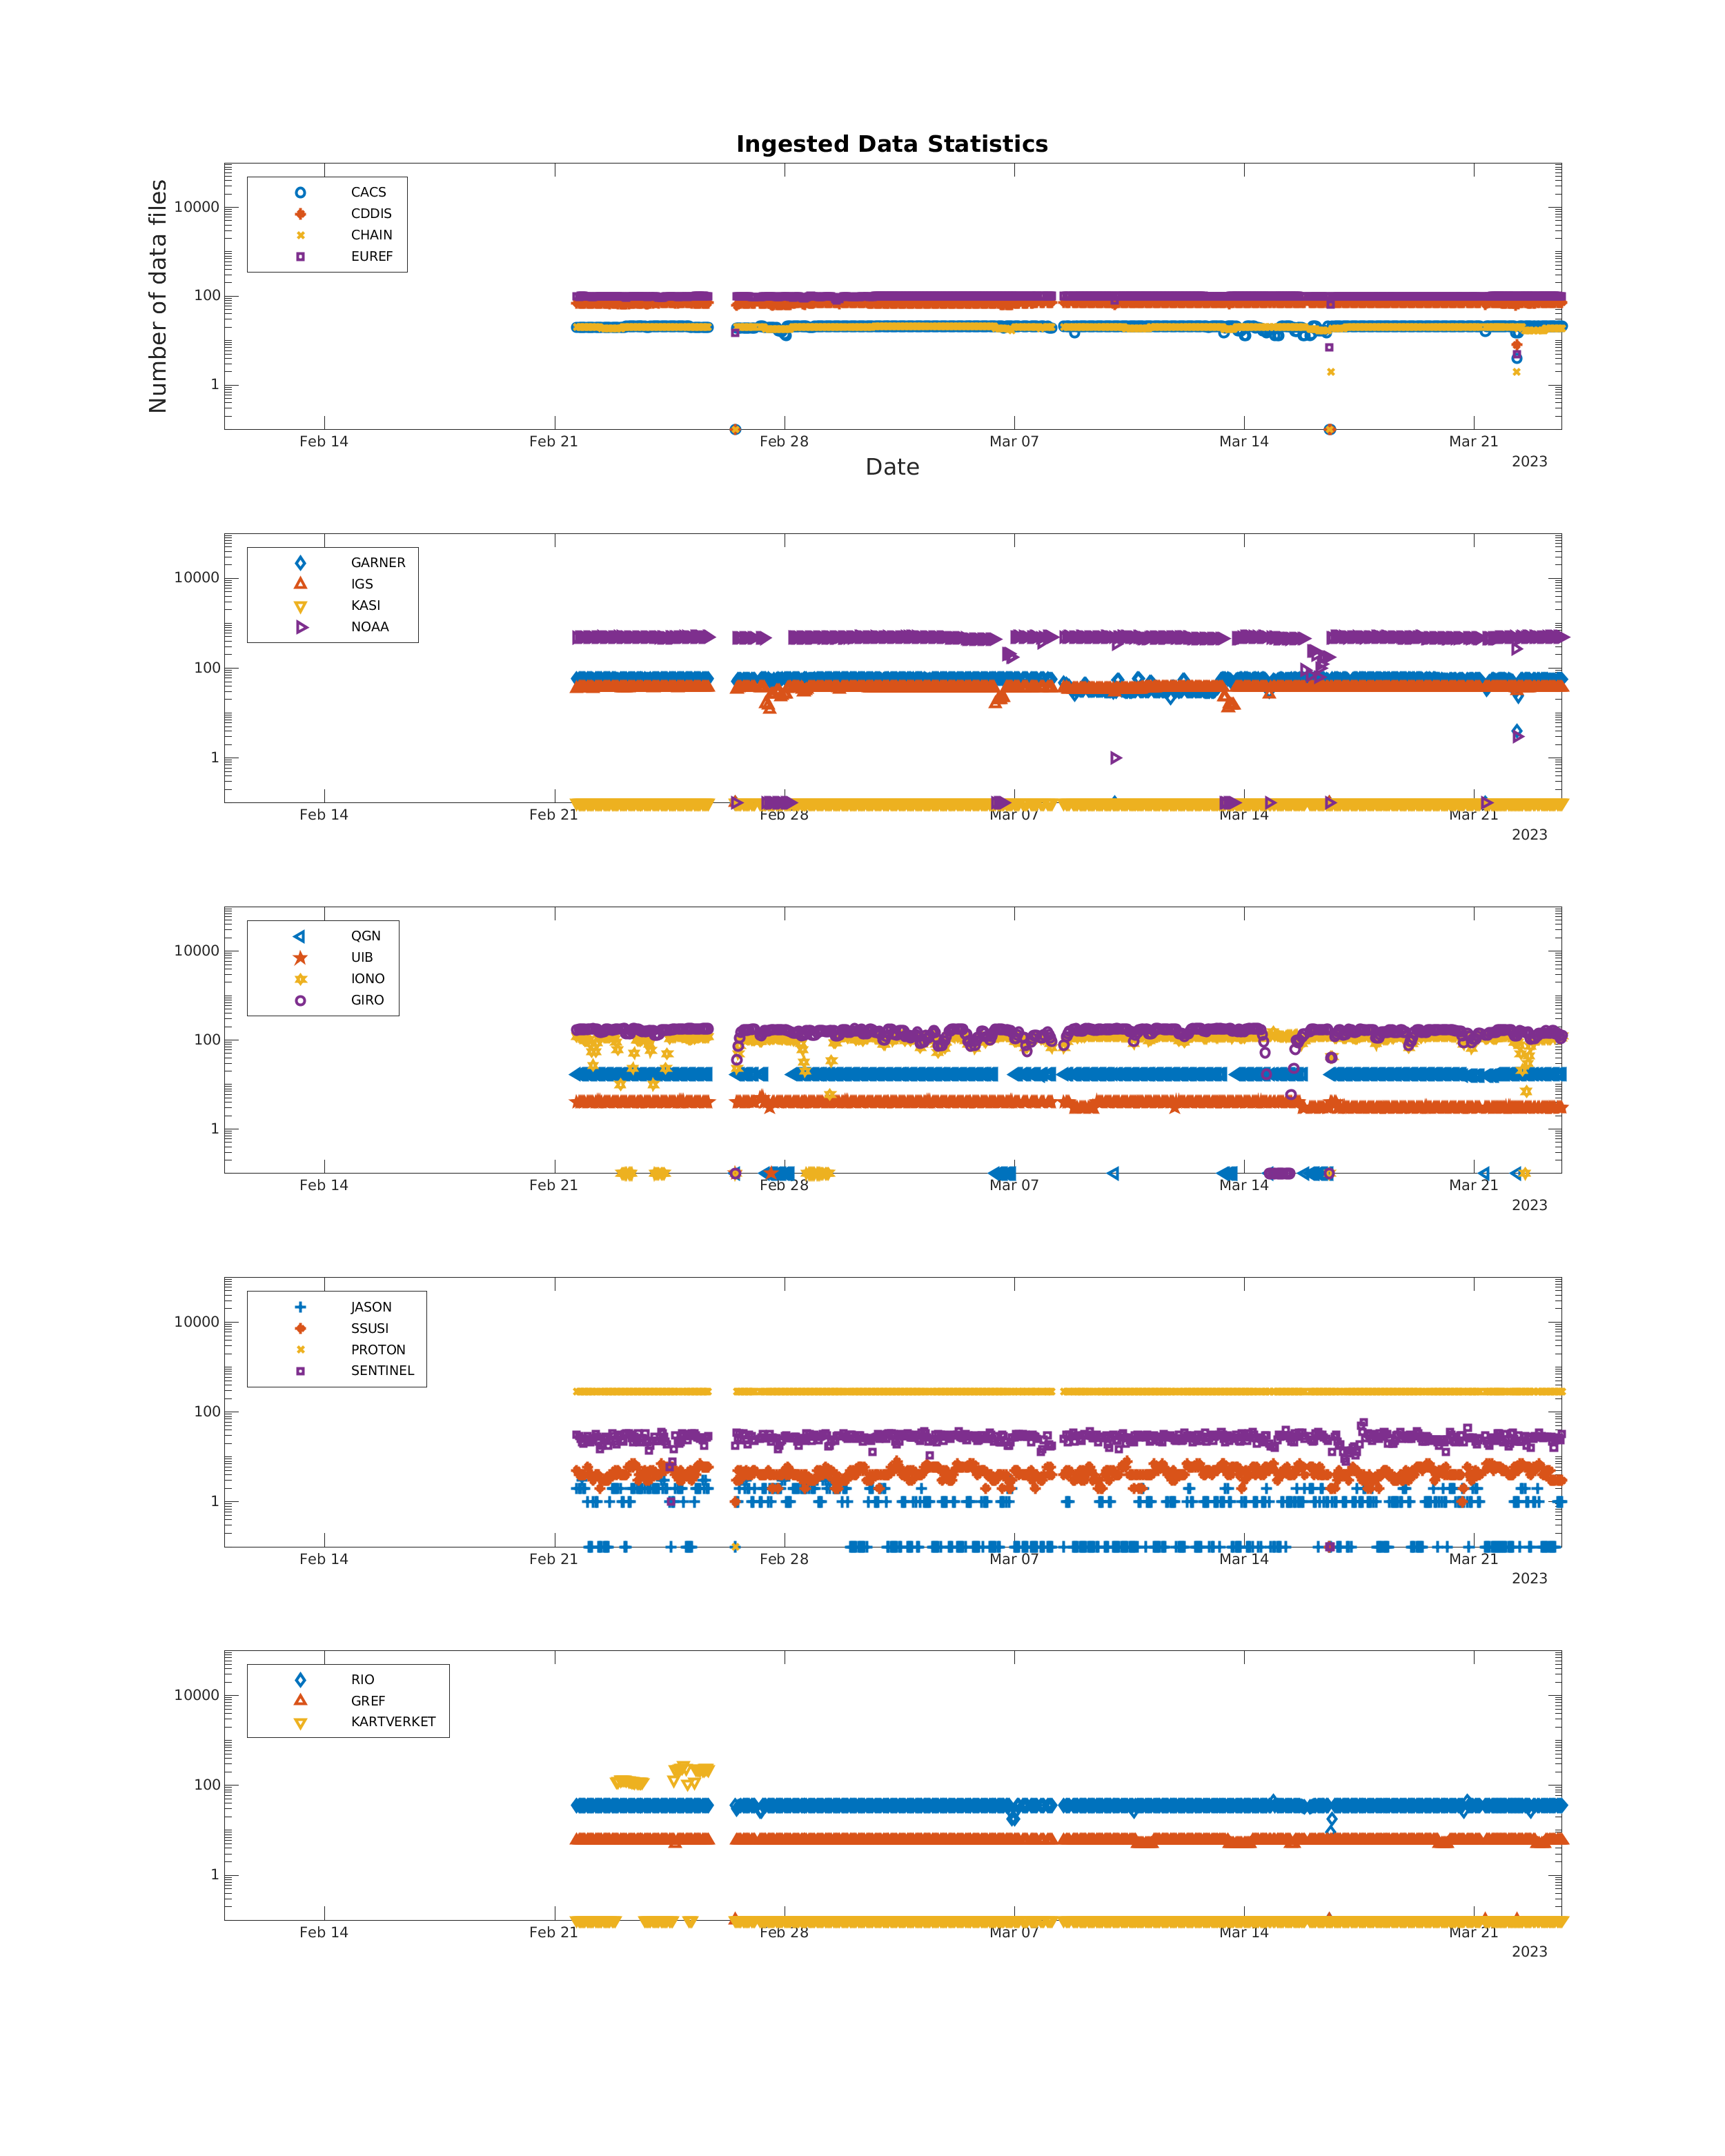 Ingested Data Statistics
Number of data files
CACS
CDDIS
CHAIN
EUREF
10000
100
1
Feb 14 Feb 21 Feb 28 Mar 07 Mar 14 Mar 21
2023
Date
GARNER
IGS
KASI
NOAA
10000
100
1
Feb 14 Feb 21 Feb 28 Mar 07 Mar 14 Mar 21
2023
QGN
UIB
IONO
GIRO
10000
100
1
Feb 14 Feb 21 Feb 28 Mar 07 Mar 14 Mar 21
2023
JASON
SSUSI
PROTON
SENTINEL
10000
100
1
Feb 14 Feb 21 Feb 28 Mar 07 Mar 14 Mar 21
2023
RIO
GREF
KARTVERKET
10000
100
1
Feb 14 Feb 21 Feb 28 Mar 07 Mar 14 Mar 21
2023